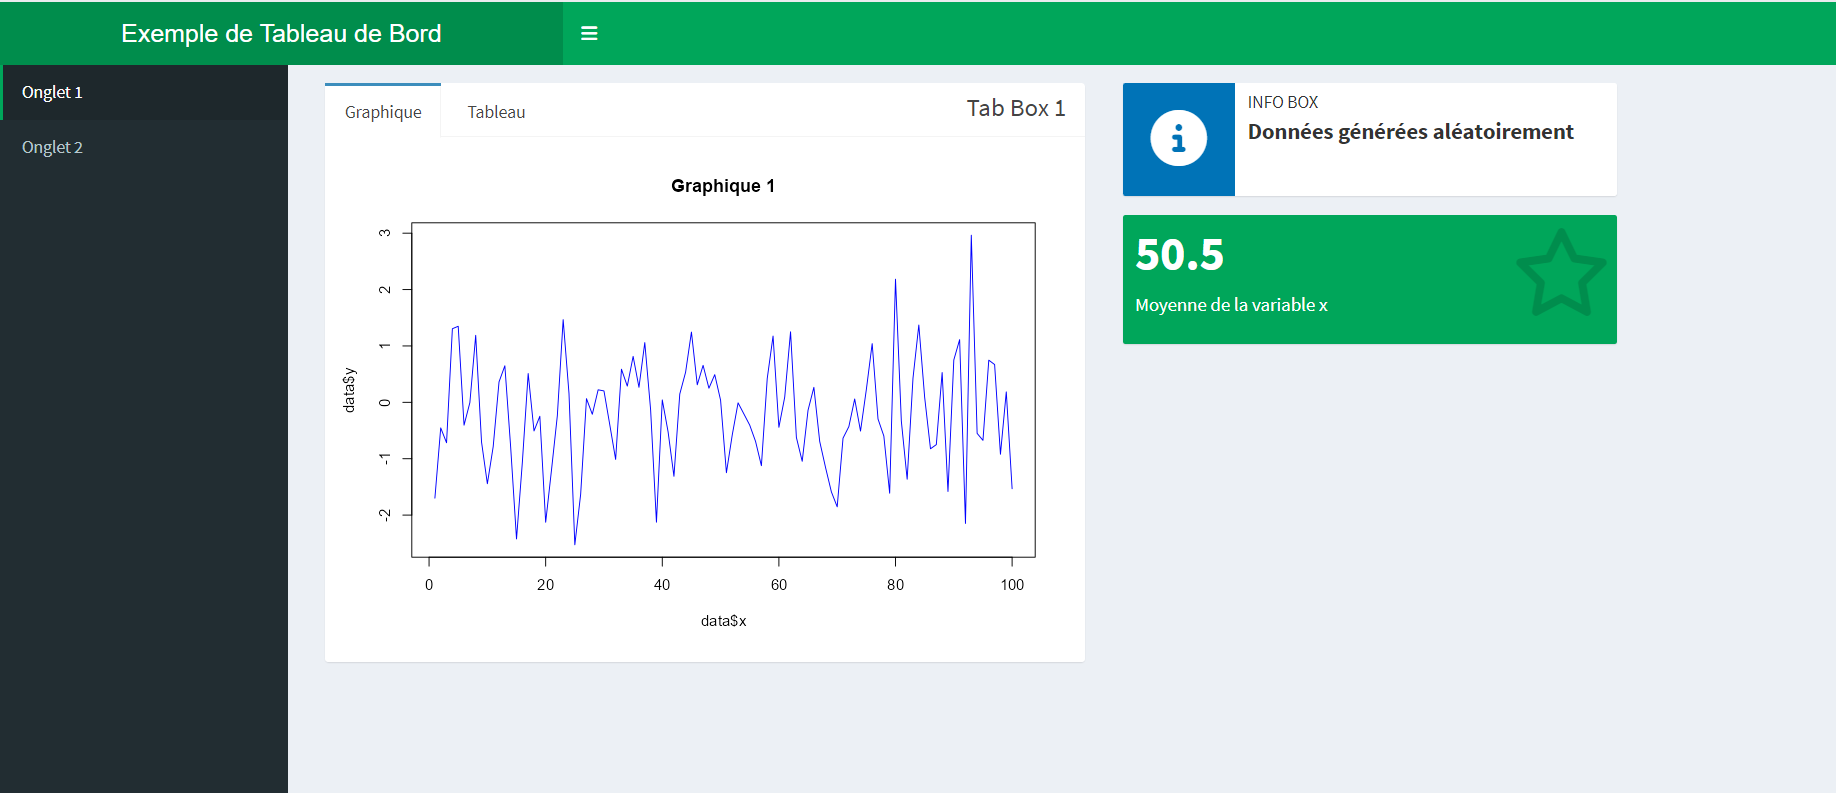 Exemple de Tableau de Bord
Onglet 1
Onglet 2
Graphique
Tableau
Tab Box 1
Graphique 1
3
2
1
0
-1
-2
data$y
0
20
40
60
80
100
data$x
INFO BOX
Données générées aléatoirement
50.5
Moyenne de la variable x